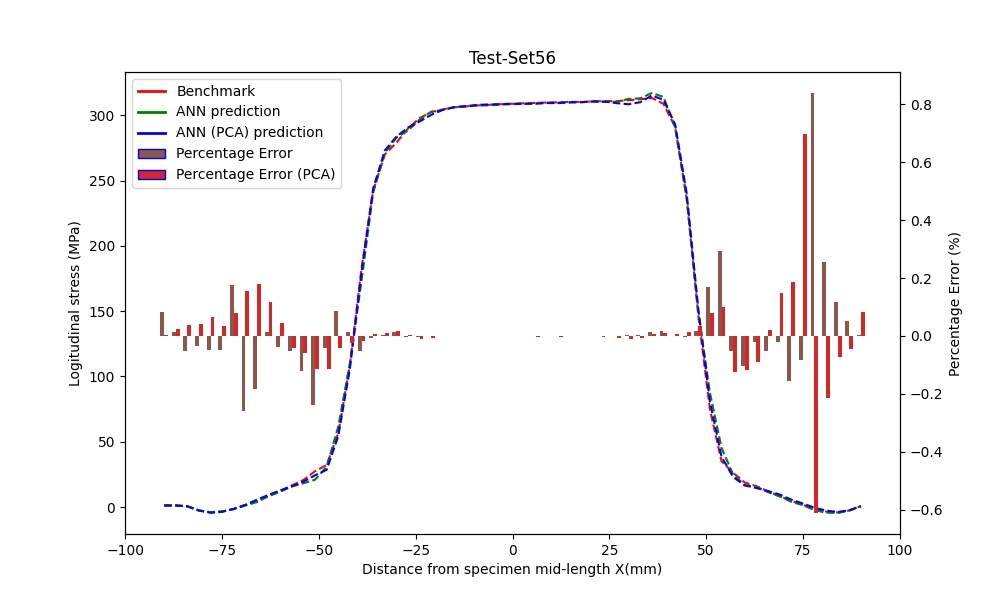 Test-Set56
Benchmark
ANN prediction
ANN (PCA) prediction
Percentage Error
Percentage Error (PCA)
Logitudinal stress (MPa)
300
250
200
150
100
50
0
0.8
0.6
0.4
0.2
0.0
−0.2
−0.4
−0.6
Percentage Error (%)
−100 −75 −50 −25 0 25 50 75 100
Distance from specimen mid-length X(mm)